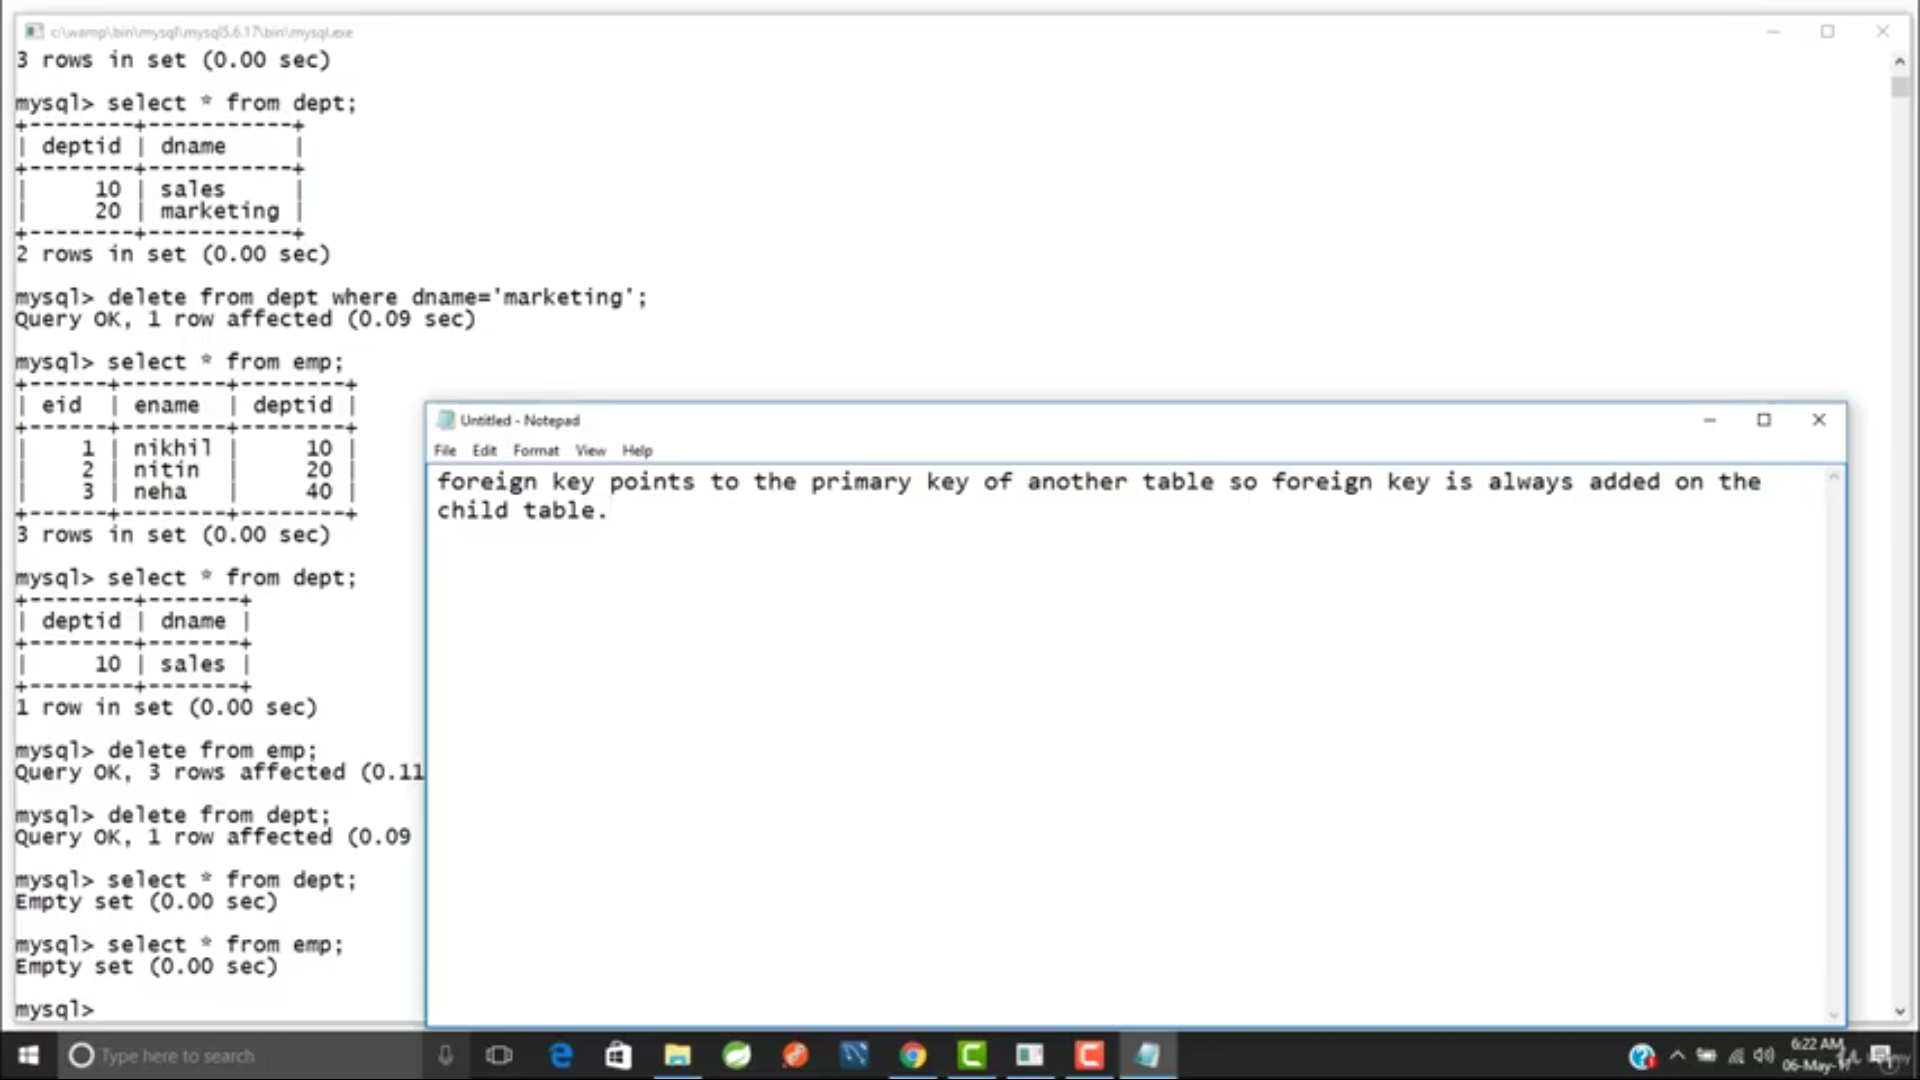 c:\wamp\bin\mysql\mysql5.6.17\bin\mysql.exe
3 rows in set (0.00 sec)
mysql> select * from dept;
+--------+-----------+
| deptid | dname     |
+--------+-----------+
|     10 | sales     |
|     20 | marketing |
+--------+-----------+
2 rows in set (0.00 sec)
mysql> delete from dept where dname='marketing';
Query OK, 1 row affected (0.09 sec)
mysql> select * from emp;
+------+--------+--------+
| eid  | ename  | deptid |
+------+--------+--------+
|    1 | nikhil |     10 |
|    2 | nitin  |     20 |
|    3 | neha   |     40 |
+------+--------+--------+
3 rows in set (0.00 sec)
mysql> select * from dept;
+--------+-------+
| deptid | dname |
+--------+-------+
|     10 | sales |
+--------+-------+
1 row in set (0.00 sec)
mysql> delete from emp;
Query OK, 3 rows affected (0.11
mysql> delete from dept;
Query OK, 1 row affected (0.09
mysql> select * from dept;
Empty set (0.00 sec)
mysql> select * from emp;
Empty set (0.00 sec)
mysql>
Untitled - Notepad
File Edit Format View Help
foreign key points to the primary key of another table so foreign key is always added on the
child table.
Type here to search
6:22 AM
06-May-